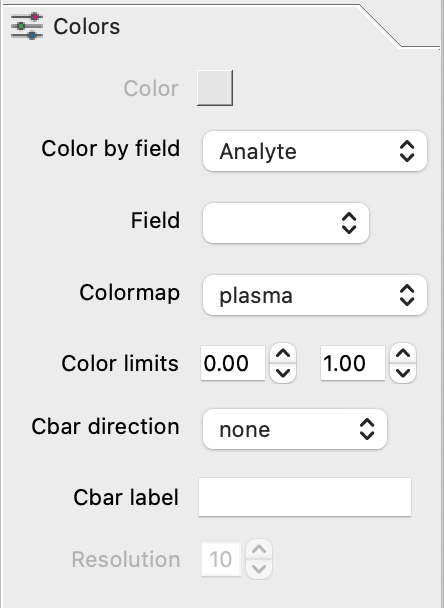 Colors
Color
Color by field Analyte
Field
Colormap plasma
Color limits 0.00 1.00
Cbar direction none
Cbar label
Resolution 10